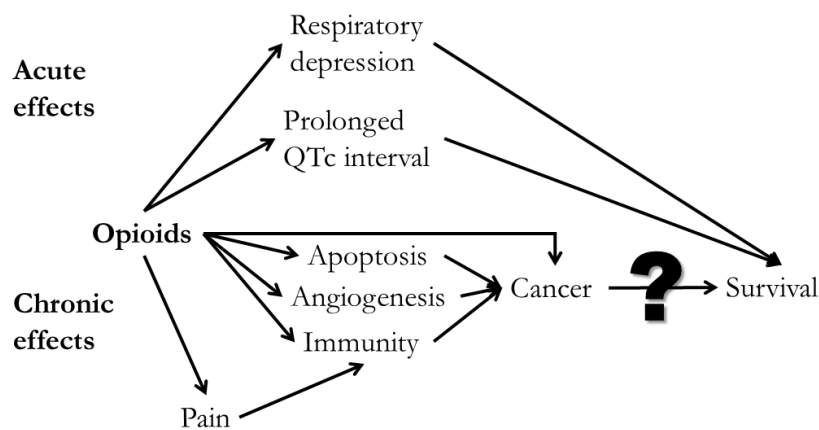 Respiratory
depression
Acute
effects
Prolonged
QTc interval
Opioids
Apoptosis
Angiogenesis
Immunity
Cancer
?
Survival
Chronic
effects
Pain